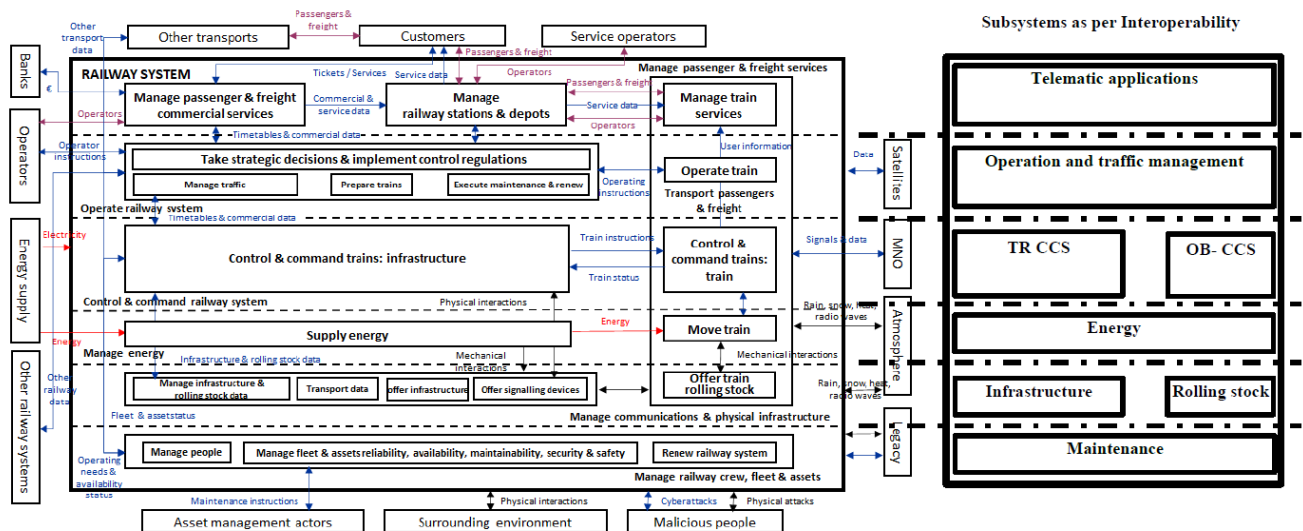 Other
transport
data
Passengers &
freight
Other transports
Customers
Service operators
Subsystems as per Interoperability
Banks
€
RAILWAY SYSTEM
Tickets / Services
Service data
Passengers & freight
Operators
Manage passenger & freight services
Passengers & freight
Manage passenger & freight
commercial services
Commercial &
service data
Manage
railway stations & depots
Service data
Operators
Manage train
services
Telematic applications
Operators
Operators
Operator
instructions
Timetables & commercial data
User information
Take strategic decisions & implement control regulations
Manage traffic
Prepare trains
Execute maintenance & renew
Operating
instructions
Operate train
Transport passengers
& freight
Operate railway system
Data
Satellites
Operation and traffic management
Timetables & commercial data
Electricity
Energy supply
Control & command trains: infrastructure
Train instructions
Train status
Control &
command trains:
train
Signals & data
MNO
TR CCS
OB- CCS
Control & command railway system
Physical interactions
Rain, snow, heat,
radio waves
Supply energy
Energy
Move train
Atmosphere
Energy
Energy
Manage energy
Infrastructure & rolling stock data
Mechanical
interactions
Mechanical interactions
Other railway systems
Other
railway
data
Manage infrastructure &
rolling stock data
Transport data
offer infrastructure
Offer signalling devices
Offer train
rolling stock
Rain, snow, heat,
radio waves
Infrastructure
Rolling stock
Fleet & assetstatus
Manage communications & physical infrastructure
Legacy
Manage people
Manage fleet & assets reliability, availability, maintainability, security & safety
Renew railway system
Maintenance
Operating
needs &
availability
status
Manage railway crew, fleet & assets
Maintenance instructions
Physical interactions
Cyberattacks
Physical attacks
Asset management actors
Surrounding environment
Malicious people